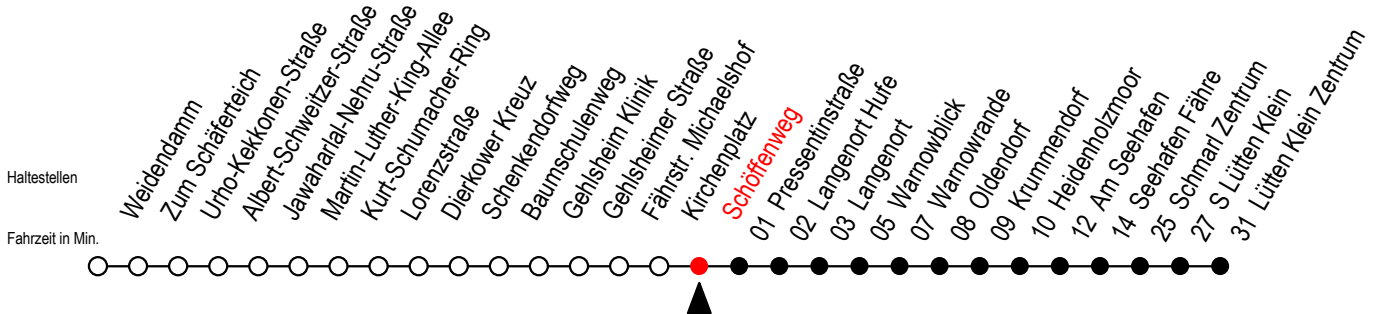 Haltestellen
Fahrzeit in Min.
Weidendamm
Zum Schäferteich
Urho-Kekkonen-Straße
Albert-Schweitzer-Straße
Jawaharlal-Nehru-Straße
Martin-Luther-King-Allee
Kurt-Schumacher-Ring
Lorenzstraße
Dierkower Kreuz
Schenkendorfweg
Baumschulenweg
Gehlsheim Klinik
Gehlsheimer Straße
Fährstr. Michaelshof
Kirchenplatz
Schöffenweg
01 Pressentinstraße
02 Langenort Hufe
03 Langenort
05 Warnowblick
07 Warnowrande
08 Oldendorf
09 Krummendorf
10 Heidenholzmoor
12 Am Seehafen
14 Seehafen Fähre
25 Schmarl Zentrum
27 S Lütten Klein
31 Lütten Klein Zentrum